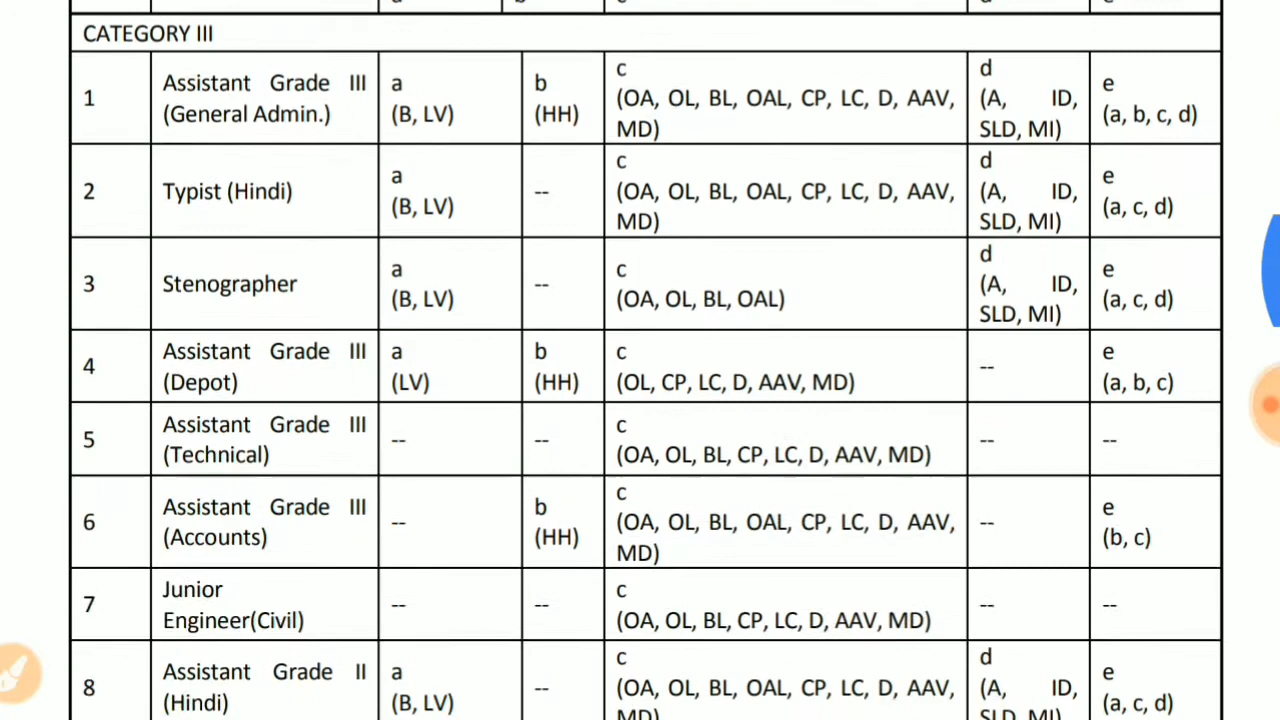 CATEGORY III
1
Assistant Grade III
(General Admin.)
a
(B, LV)
b
(HH)
c
(OA, OL, BL, OAL, CP, LC, D, AAV,
MD)
d
(A, ID,
SLD, MI)
e
(a, b, c, d)
2
Typist (Hindi)
a
(B, LV)
--
c
(OA, OL, BL, OAL, CP, LC, D, AAV,
MD)
d
(A, ID,
SLD, MI)
e
(a, c, d)
3
Stenographer
a
(B, LV)
--
c
(OA, OL, BL, OAL)
d
(A, ID,
SLD, MI)
e
(a, c, d)
4
Assistant Grade III
(Depot)
a
(LV)
b
(HH)
c
(OL, CP, LC, D, AAV, MD)
--
e
(a, b, c)
5
Assistant Grade III
(Technical)
--
--
c
(OA, OL, BL, CP, LC, D, AAV, MD)
--
--
6
Assistant Grade III
(Accounts)
--
b
(HH)
c
(OA, OL, BL, OAL, CP, LC, D, AAV,
MD)
--
e
(b, c)
7
Junior
Engineer(Civil)
--
--
c
(OA, OL, BL, CP, LC, D, AAV, MD)
--
--
8
Assistant Grade II
(Hindi)
a
(B, LV)
--
c
(OA, OL, BL, OAL, CP, LC, D, AAV,
MD)
d
(A, ID,
SLD, MI)
e
(a, c, d)